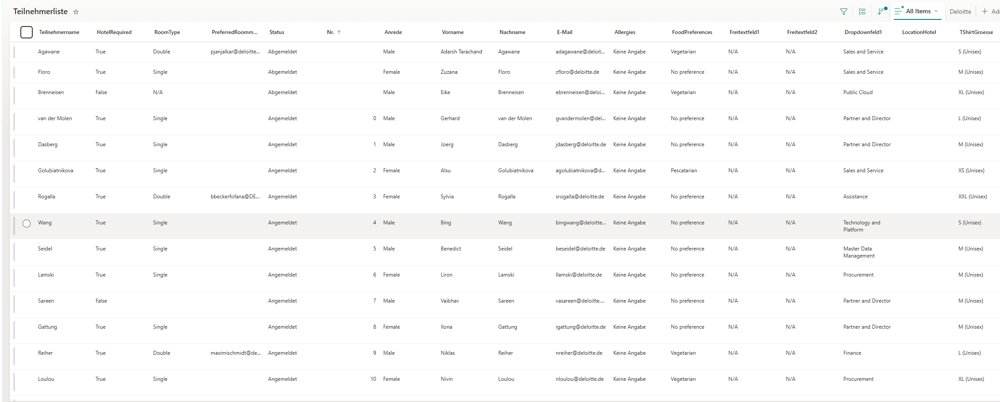 Teilnehmerliste
All Items
Deloitte
Teilnehmername HotelRequired RoomType PreferredRoomm... Status Nr. Anrede Vorname Nachname E-Mail Allergies FoodPreferences Freitextfeld1 Freitextfeld2 Dropdownfeld1 LocationHotel TShirtGroesse
Agawane True Double pjanjalkar@deloitte... Abgemeldet Male Adarsh Tarachand Agawane adagawane@deloit... Keine Angabe Vegetarian N/A N/A Sales and Service S (Unisex)
Floro True Single Abgemeldet Female Zuzana Floro zfloro@deloitte.de Keine Angabe No preference N/A N/A Sales and Service M (Unisex)
Brenneisen False N/A Abgemeldet Male Eike Brenneisen ebrenneisen@deloi... Keine Angabe Vegetarian N/A N/A Public Cloud XL (Unisex)
van der Molen True Single Angemeldet 0 Male Gerhard van der Molen gvandermolen@del... Keine Angabe No preference N/A N/A Partner and Director L (Unisex)
Dasberg True Single Angemeldet 1 Male Joerg Dasberg jdasberg@deloitte.de Keine Angabe No preference N/A N/A Partner and Director M (Unisex)
Golubiatnikova True Single Angemeldet 2 Female Alsu Golubiatnikova agolubiatnikova@d... Keine Angabe Pescatarian N/A N/A Sales and Service XS (Unisex)
Rogalla True Double bbeckerfofana@DE... Angemeldet 3 Female Sylvia Rogalla srogalla@deloitte.de Keine Angabe No preference N/A N/A Assistance XXL (Unisex)
Wang True Single Angemeldet 4 Male Bing Wang bingwang@deloitte... Keine Angabe No preference N/A N/A Technology and S (Unisex)
Platform
Seidel True Single Angemeldet 5 Male Benedict Seidel beseidel@deloitte.de Keine Angabe No preference N/A N/A Master Data M (Unisex)
Management
Lamski True Single Angemeldet 6 Female Liron Lamski llamski@deloitte.de Keine Angabe No preference N/A N/A Procurement M (Unisex)
Sareen False Angemeldet 7 Male Vaibhav Sareen vasareen@deloitte.... Keine Angabe No preference N/A N/A Partner and Director M (Unisex)
Gattung True Single Angemeldet 8 Female Ilona Gattung igattung@deloitte.de Keine Angabe No preference N/A N/A Partner and Director M (Unisex)
Reiher True Double maximischmidt@de... Angemeldet 9 Male Niklas Reiher nreiher@deloitte.de Keine Angabe Vegetarian N/A N/A Finance L (Unisex)
Loulou True Single Angemeldet 10 Female Nivin Loulou nloulou@deloitte.de Keine Angabe Vegetarian N/A N/A Procurement XL (Unisex)